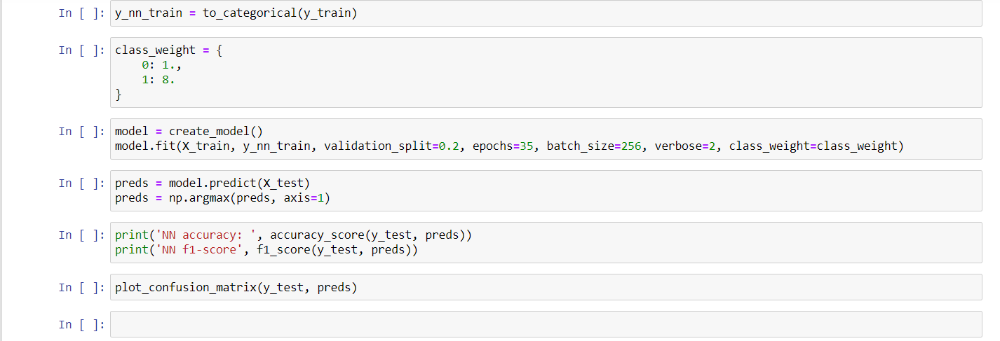 In [ ]: y_nn_train = to_categorical(y_train)
In [ ]: class_weight = {
    0: 1.,
    1: 8.
}
In [ ]: model = create_model()
model.fit(X_train, y_nn_train, validation_split=0.2, epochs=35, batch_size=256, verbose=2, class_weight=class_weight)
In [ ]: preds = model.predict(X_test)
preds = np.argmax(preds, axis=1)
In [ ]: print('NN accuracy: ', accuracy_score(y_test, preds))
print('NN f1-score', f1_score(y_test, preds))
In [ ]: plot_confusion_matrix(y_test, preds)
In [ ]: